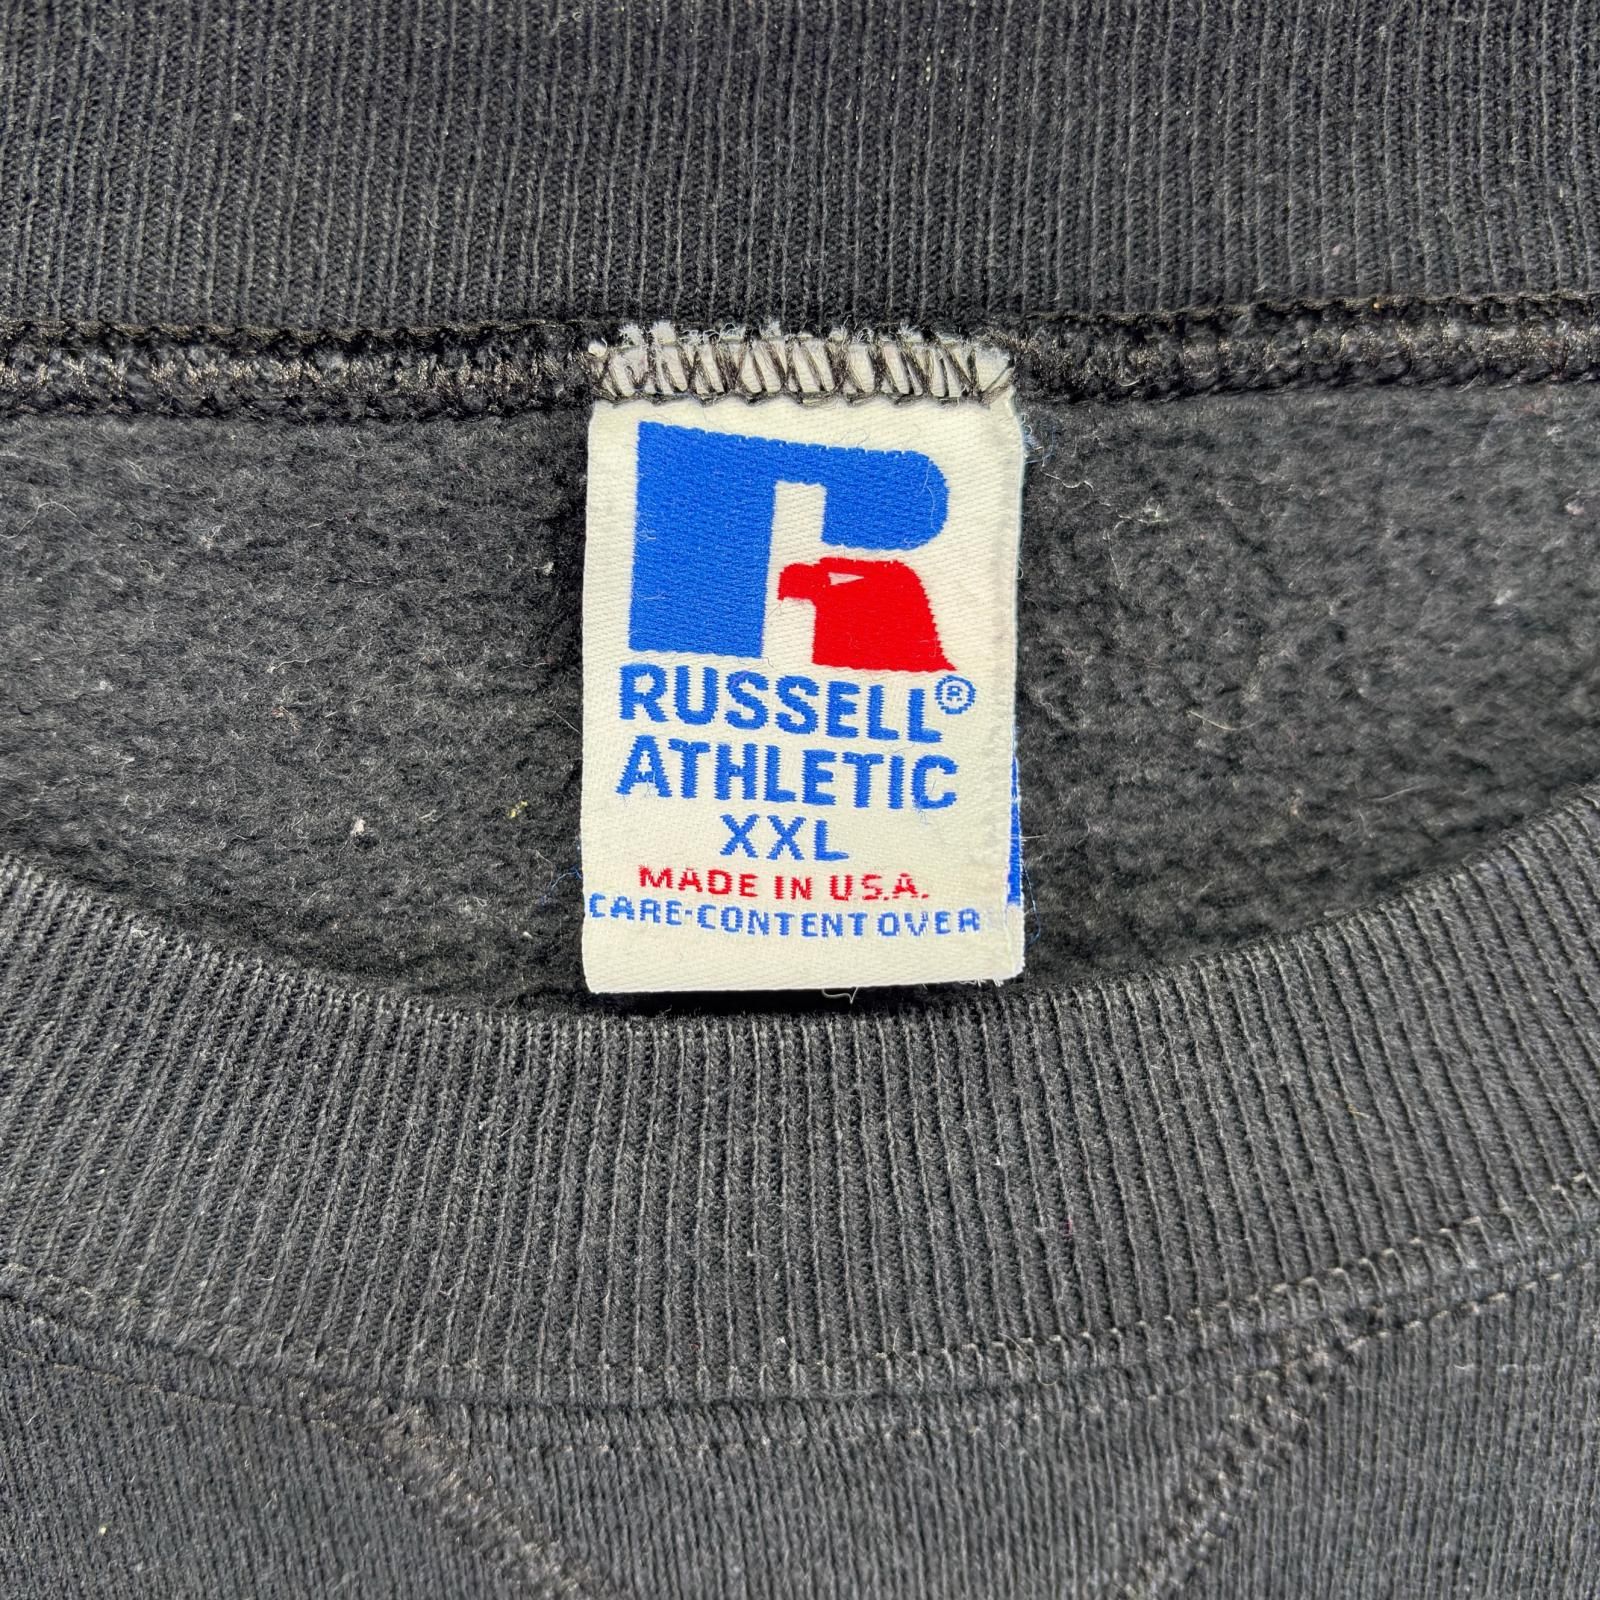 RUSSELL®
ATHLETIC
XXL
MADE IN U.S.A.
CARE-CONTENT OVER